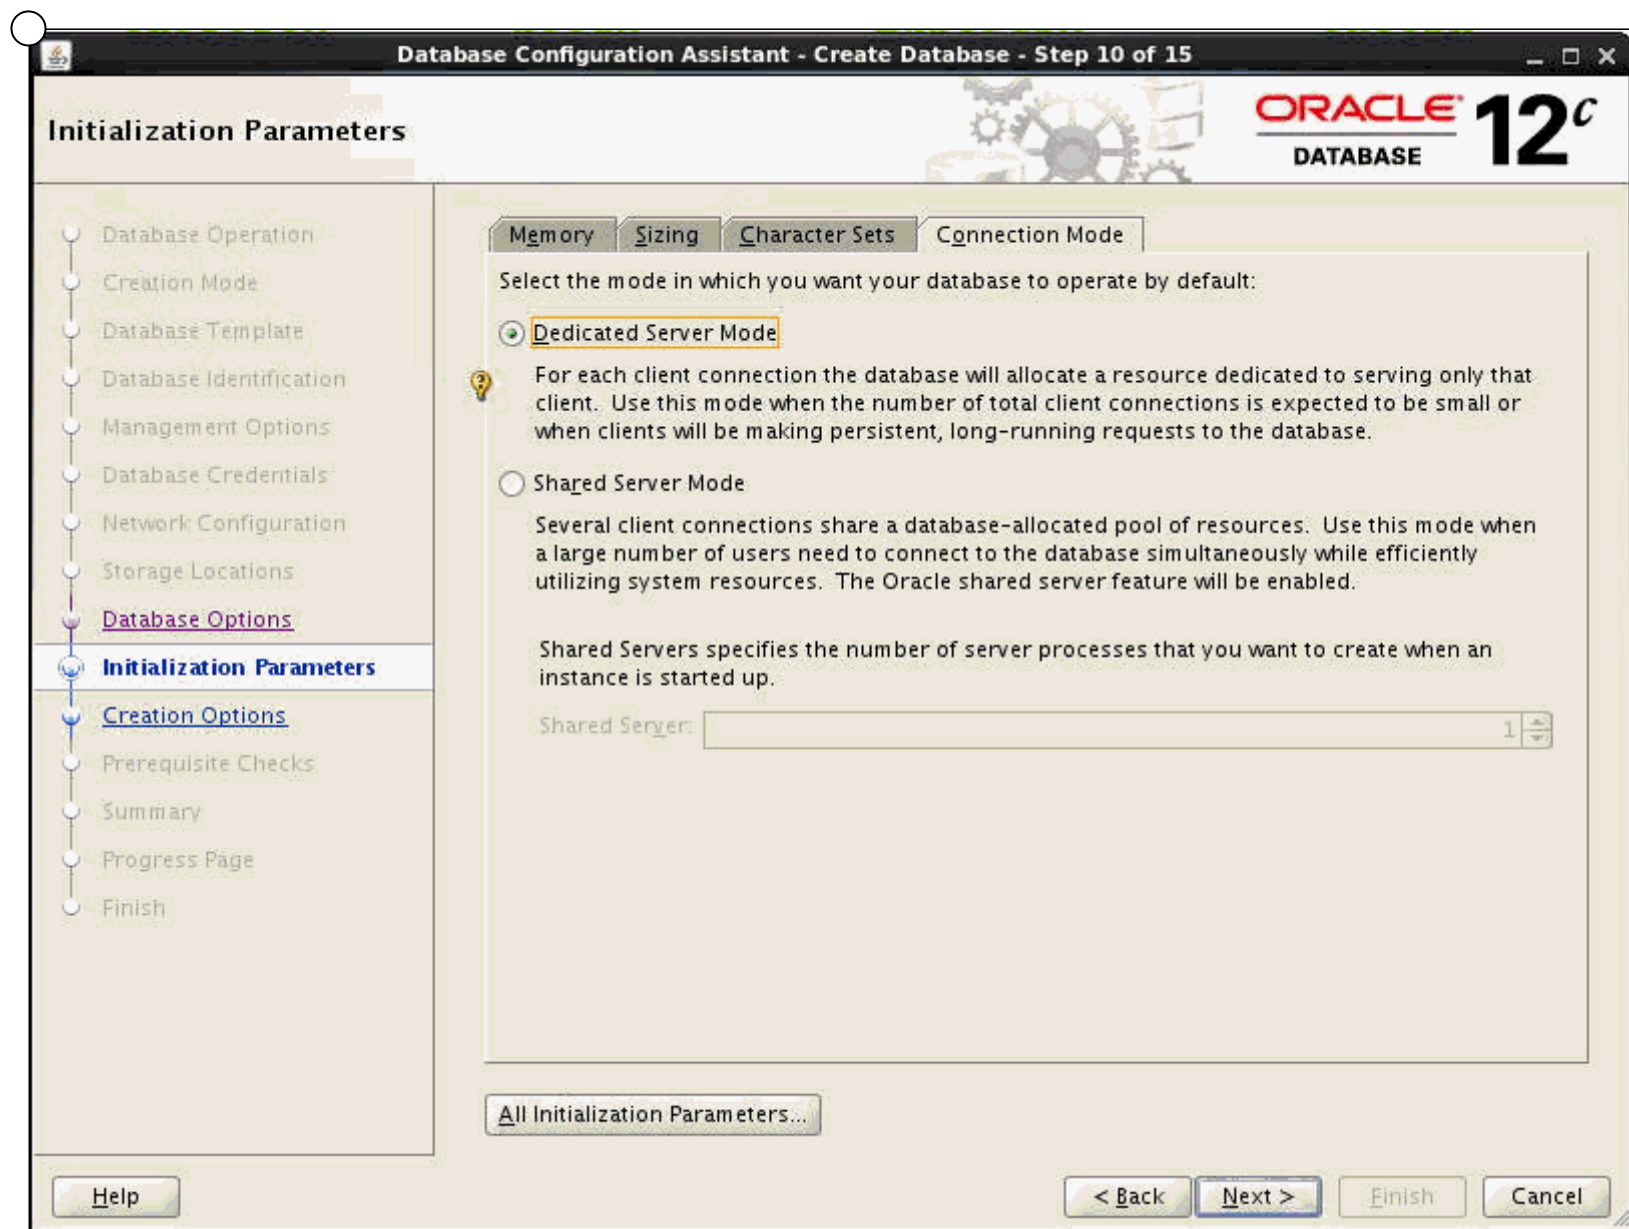 Database Configuration Assistant - Create Database - Step 10 of 15
Initialization Parameters
ORACLE
DATABASE
12c
Database Operation
Creation Mode
Database Template
Database Identification
Management Options
Database Credentials
Network Configuration
Storage Locations
Database Options
Initialization Parameters
Creation Options
Prerequisite Checks
Summary
Progress Page
Finish
Memory Sizing Character Sets Connection Mode
Select the mode in which you want your database to operate by default:
Dedicated Server Mode
For each client connection the database will allocate a resource dedicated to serving only that
client. Use this mode when the number of total client connections is expected to be small or
when clients will be making persistent, long-running requests to the database.
Shared Server Mode
Several client connections share a database-allocated pool of resources. Use this mode when
a large number of users need to connect to the database simultaneously while efficiently
utilizing system resources. The Oracle shared server feature will be enabled.
Shared Servers specifies the number of server processes that you want to create when an
instance is started up.
Shared Server: 1
All Initialization Parameters...
Help < Back Next > Finish Cancel